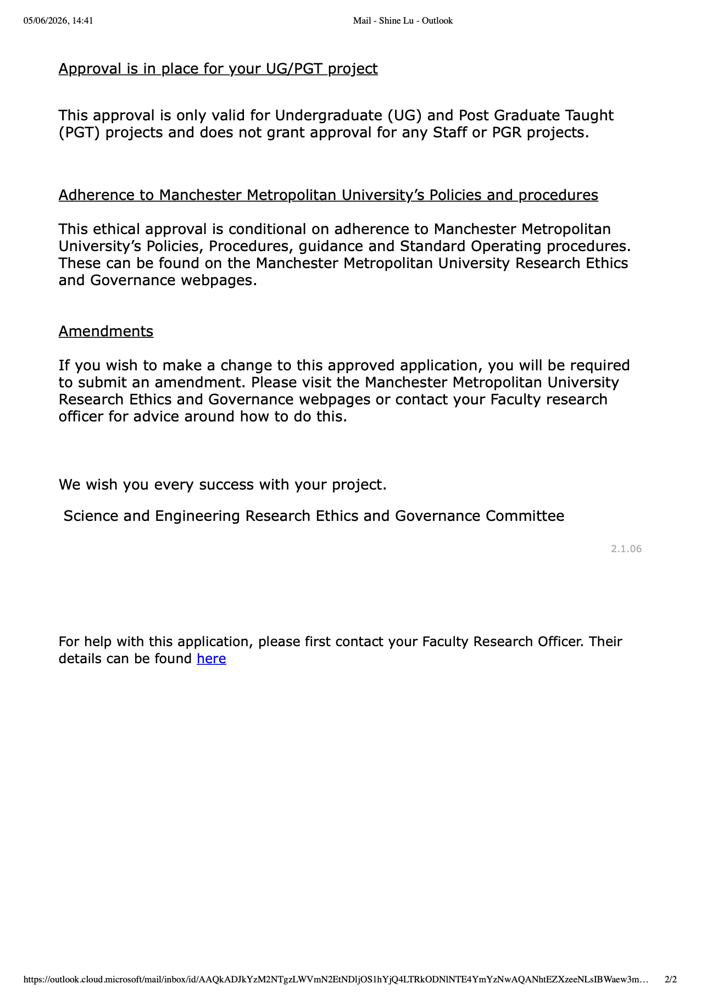 05/06/2026, 14:41
Mail - Shine Lu - Outlook
Approval is in place for your UG/PGT project
This approval is only valid for Undergraduate (UG) and Post Graduate Taught
(PGT) projects and does not grant approval for any Staff or PGR projects.
Adherence to Manchester Metropolitan University’s Policies and procedures
This ethical approval is conditional on adherence to Manchester Metropolitan
University’s Policies, Procedures, guidance and Standard Operating procedures.
These can be found on the Manchester Metropolitan University Research Ethics
and Governance webpages.
Amendments
If you wish to make a change to this approved application, you will be required
to submit an amendment. Please visit the Manchester Metropolitan University
Research Ethics and Governance webpages or contact your Faculty research
officer for advice around how to do this.
We wish you every success with your project.
Science and Engineering Research Ethics and Governance Committee
2.1.06
For help with this application, please first contact your Faculty Research Officer. Their
details can be found here
https://outlook.cloud.microsoft/mail/inbox/id/AAQkADJkYzM2NTgzLWVmN2EtNDljOS1hYjQ4LTRkODNlNTE4YmYzNwAQANhtEZXzeeNLsIBWaew3m…
2/2